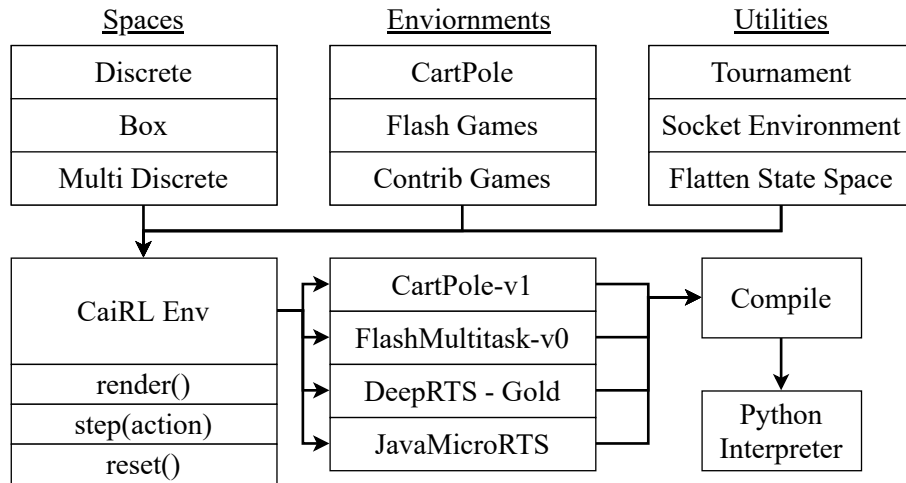 Spaces
Discrete
Box
Multi Discrete
Enviornments
CartPole
Flash Games
Contrib Games
Utilities
Tournament
Socket Environment
Flatten State Space
CaiRL Env
render()
step(action)
reset()
CartPole-v1
FlashMultitask-v0
DeepRTS - Gold
JavaMicroRTS
Compile
Python
Interpreter